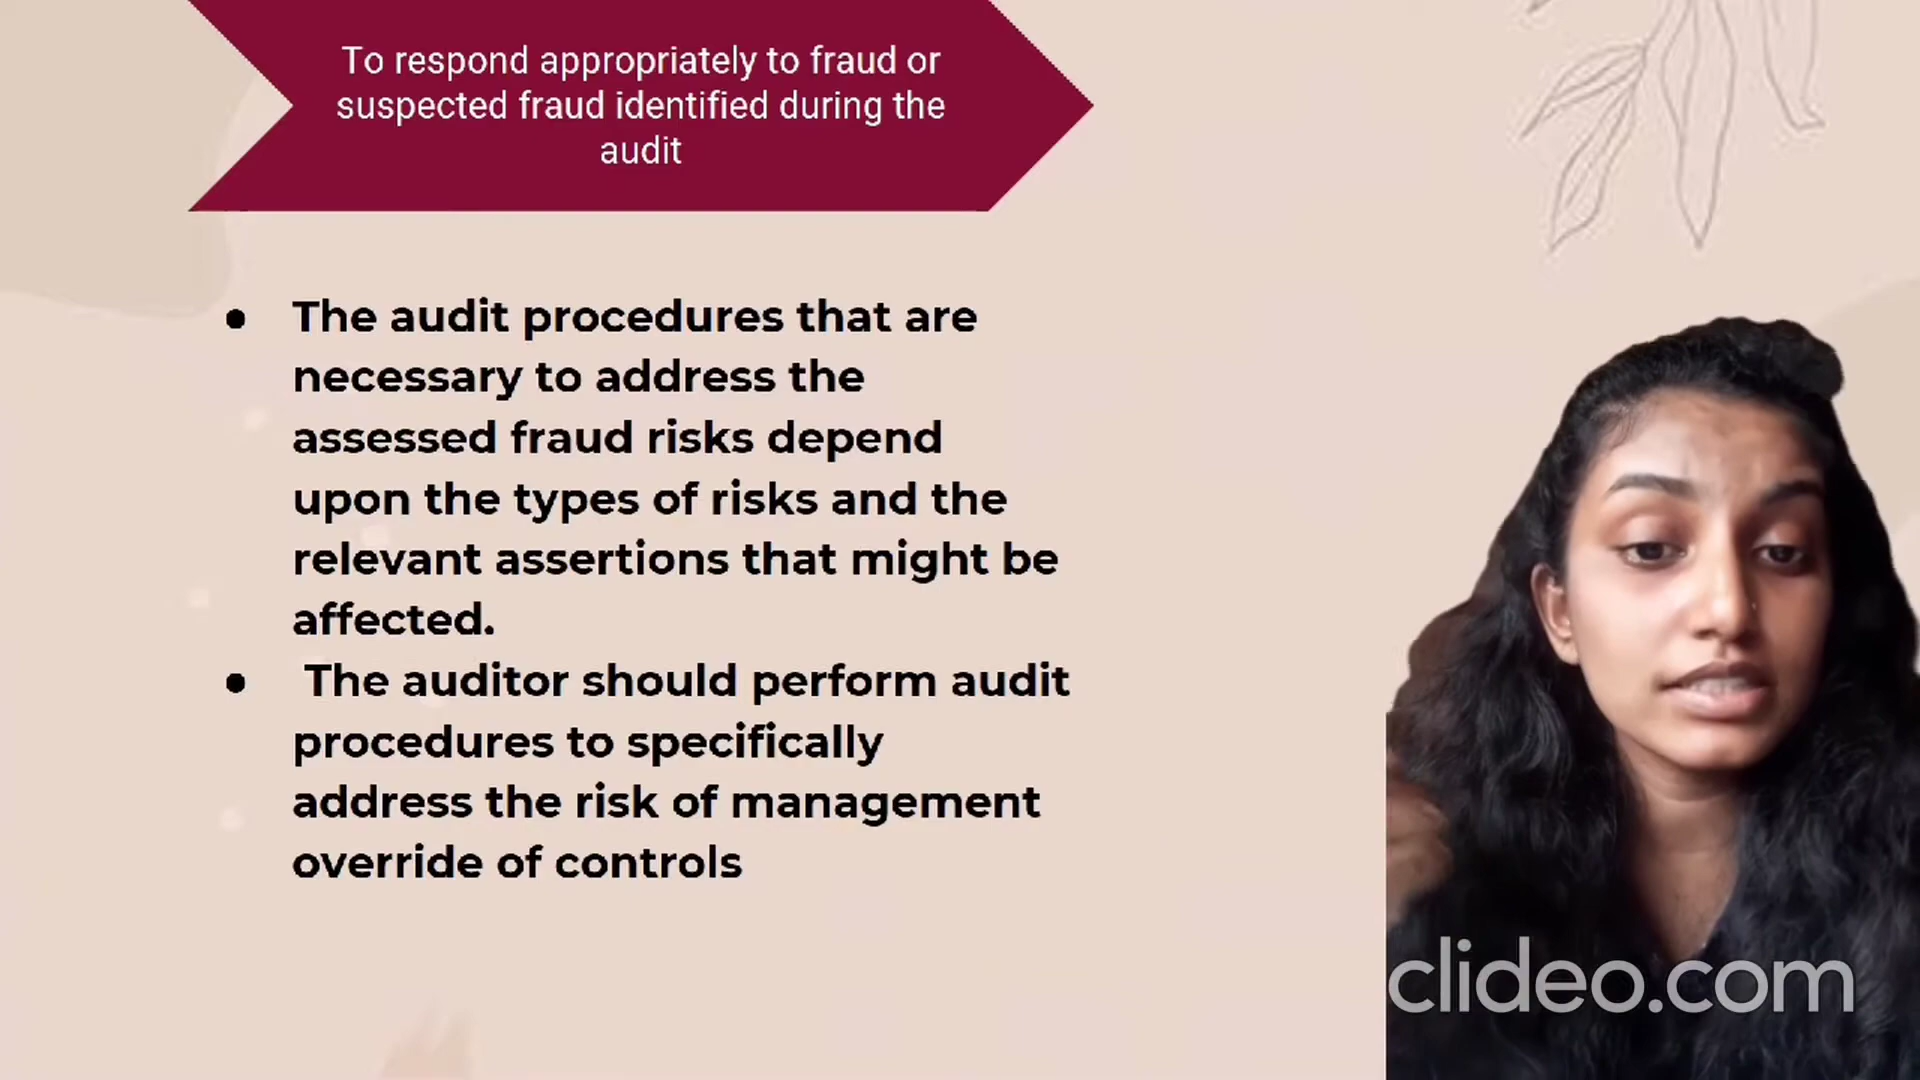 To respond appropriately to fraud or
suspected fraud identified during the
audit
● The audit procedures that are
necessary to address the
assessed fraud risks depend
upon the types of risks and the
relevant assertions that might be
affected.
● The auditor should perform audit
procedures to specifically
address the risk of management
override of controls
clideo.com